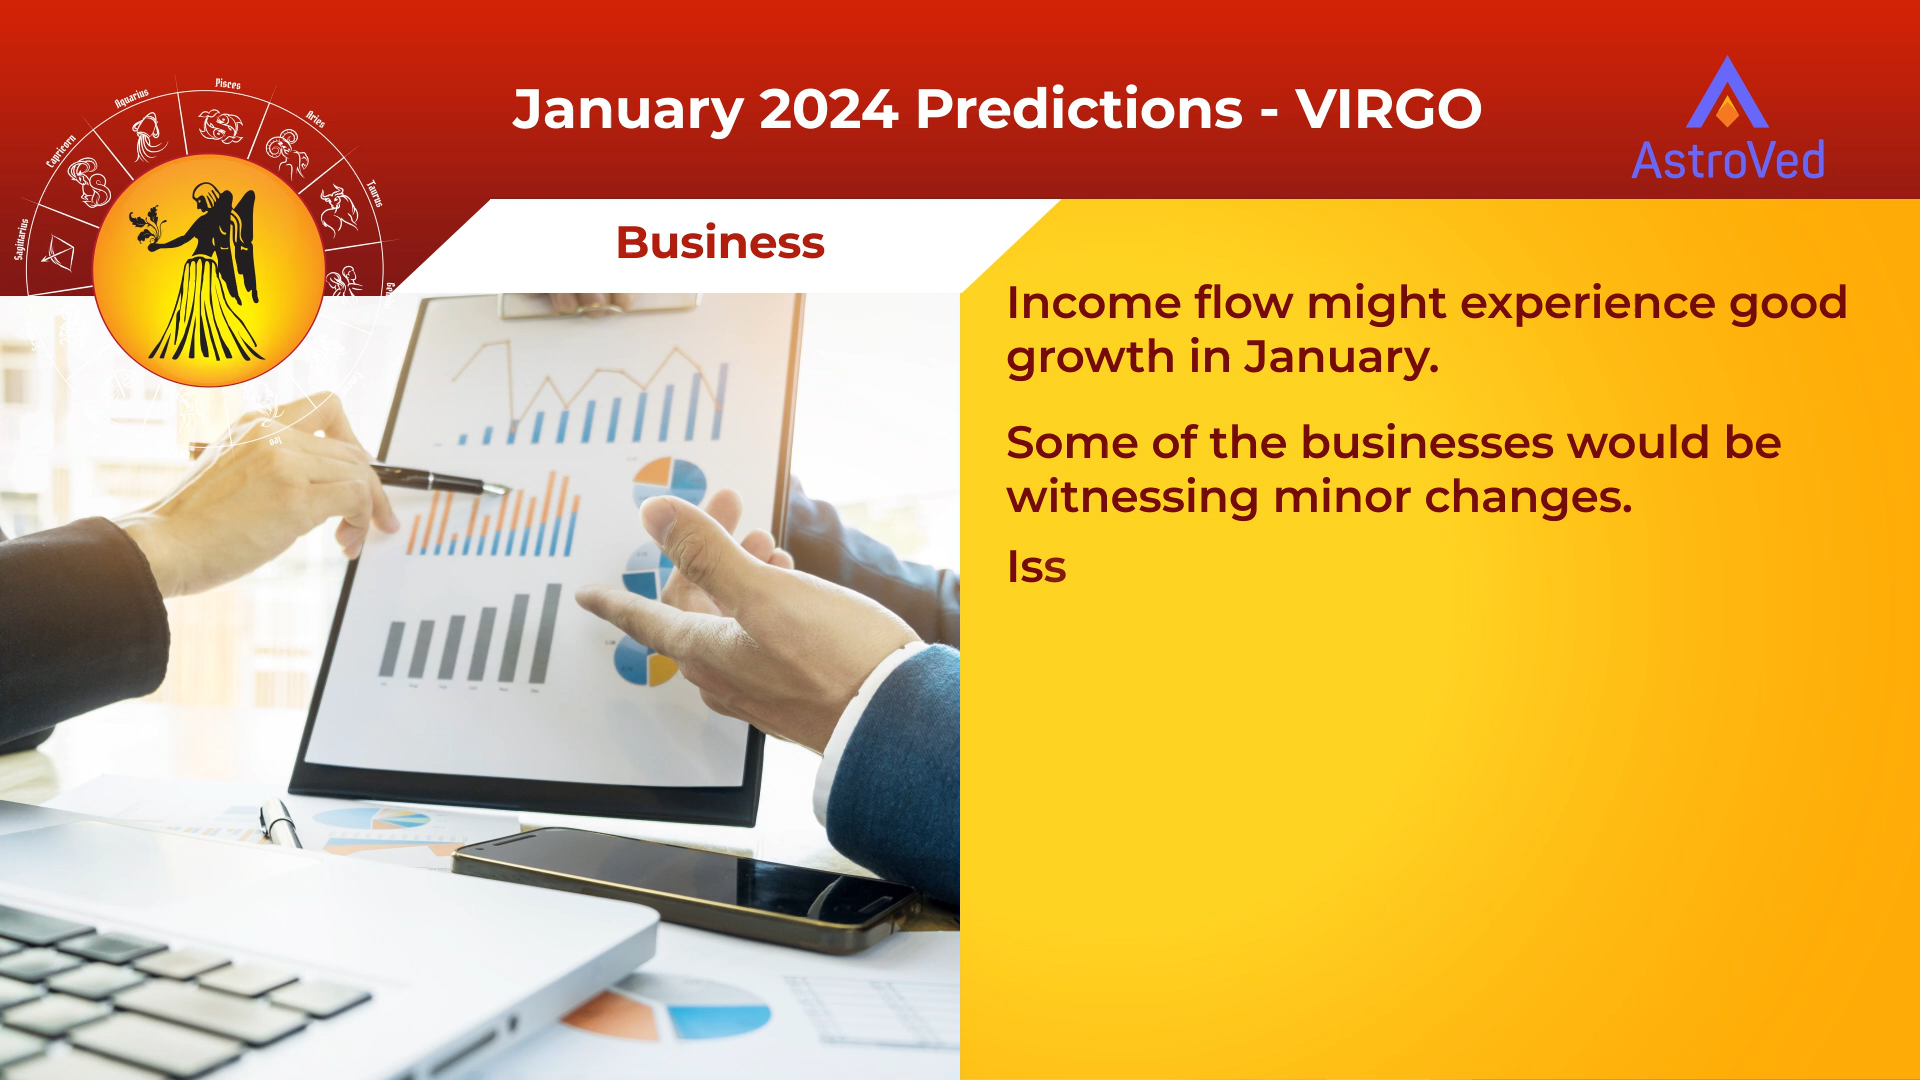 January 2024 Predictions - VIRGO
AstroVed
Pisces
Aquarius
Aries
Capricorn
Taurus
Sagittarius
Leo
Business
Income flow might experience good
growth in January.
Some of the businesses would be
witnessing minor changes.
Iss